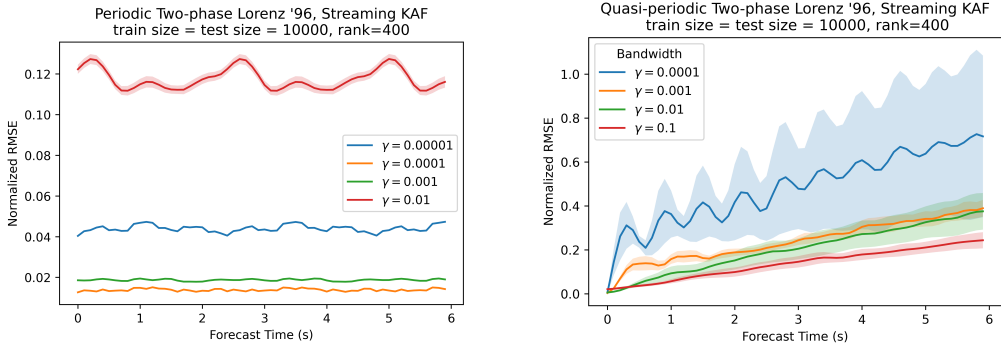 Periodic Two-phase Lorenz '96, Streaming KAF
train size = test size = 10000, rank=400
Normalized RMSE
0.12
0.10
0.08
0.06
0.04
0.02
γ = 0.00001
γ = 0.0001
γ = 0.001
γ = 0.01
0 1 2 3 4 5 6
Forecast Time (s)
Quasi-periodic Two-phase Lorenz '96, Streaming KAF
train size = test size = 10000, rank=400
Normalized RMSE
1.0
0.8
0.6
0.4
0.2
0.0
Bandwidth
γ = 0.0001
γ = 0.001
γ = 0.01
γ = 0.1
0 1 2 3 4 5 6
Forecast Time (s)